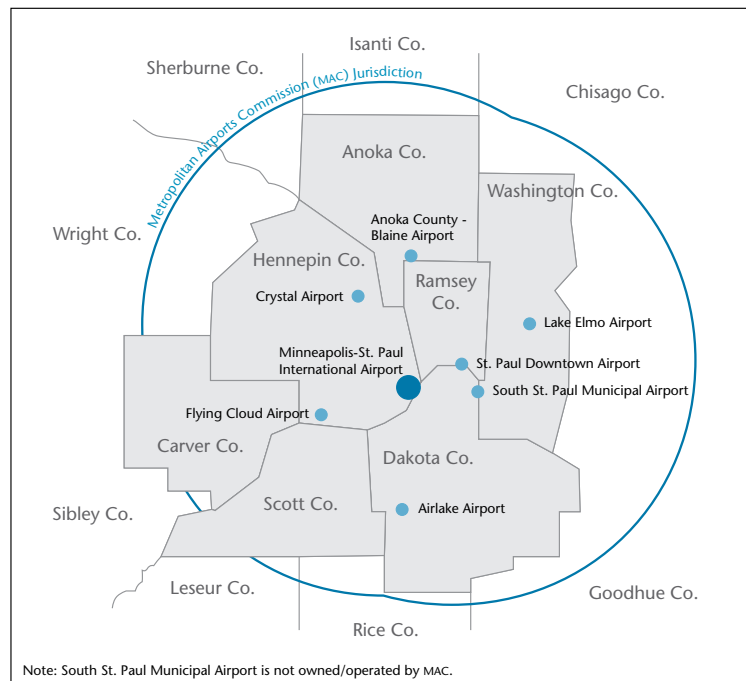 Isanti Co.
Sherburne Co.
Metropolitan Airports Commission (MAC) Jurisdiction
Chisago Co.
Anoka Co.
Washington Co.
Wright Co.
Anoka County -
Blaine Airport
Hennepin Co.
Ramsey
Co.
Crystal Airport
Lake Elmo Airport
Minneapolis-St. Paul
International Airport
St. Paul Downtown Airport
South St. Paul Municipal Airport
Flying Cloud Airport
Carver Co.
Dakota Co.
Scott Co.
Airlake Airport
Sibley Co.
Leseur Co.
Goodhue Co.
Rice Co.
Note: South St. Paul Municipal Airport is not owned/operated by MAC.